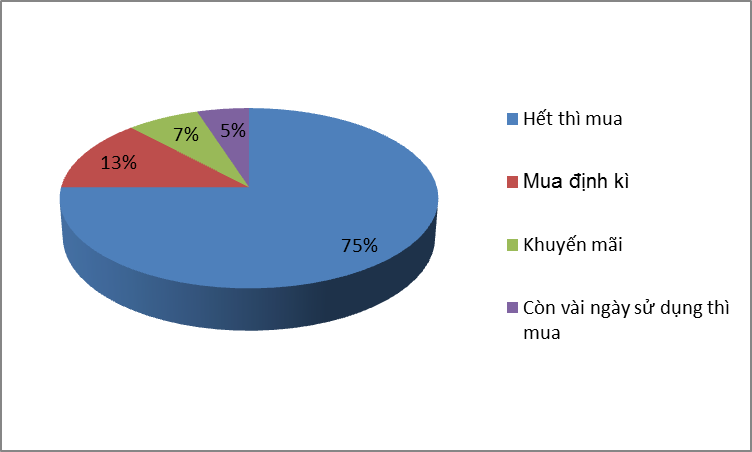 5%
7%
13%
75%
Hết thì mua
Mua định kì
Khuyến mãi
Còn vài ngày sử dụng thì
mua